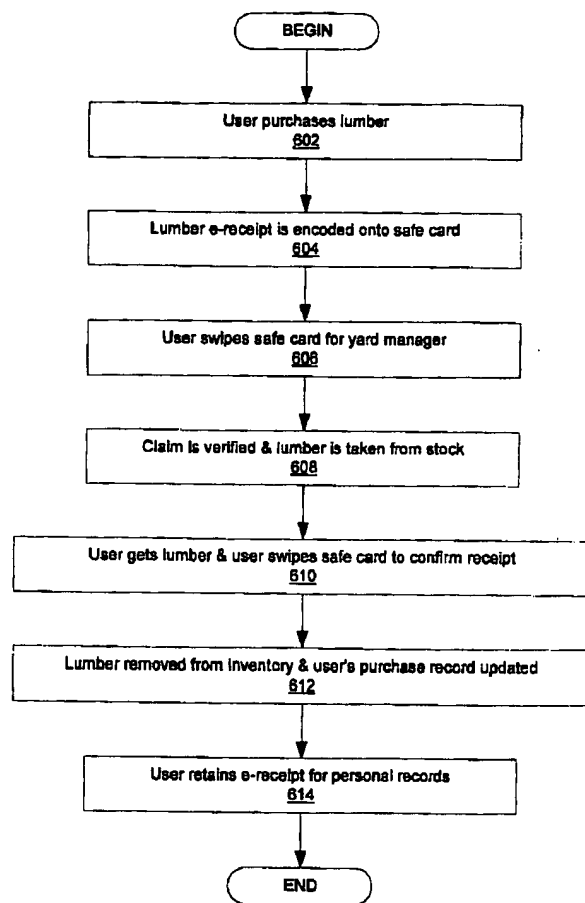 BEGIN
User purchases lumber
602
Lumber e-receipt is encoded onto safe card
604
User swipes safe card for yard manager
606
Claim is verified & lumber is taken from stock
608
User gets lumber & user swipes safe card to confirm receipt
610
Lumber removed from inventory & user's purchase record updated
612
User retains e-receipt for personal records
614
END